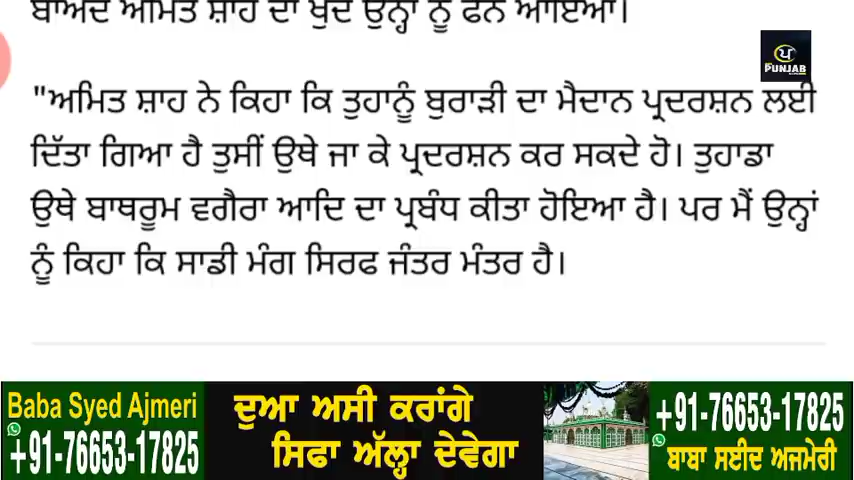 ਬਾਅਦ ਅਮਿਤ ਸ਼ਾਹ ਦਾ ਖੁਦ ਉਨ੍ਹਾਂ ਨੂੰ ਫੋਨ ਆਇਆ।
PUNJAB
"ਅਮਿਤ ਸ਼ਾਹ ਨੇ ਕਿਹਾ ਕਿ ਤੁਹਾਨੂੰ ਬੁਰਾੜੀ ਦਾ ਮੈਦਾਨ ਪ੍ਰਦਰਸ਼ਨ ਲਈ
ਦਿੱਤਾ ਗਿਆ ਹੈ ਤੁਸੀਂ ਉਥੇ ਜਾ ਕੇ ਪ੍ਰਦਰਸ਼ਨ ਕਰ ਸਕਦੇ ਹੋ। ਤੁਹਾਡਾ
ਉਥੇ ਬਾਥਰੂਮ ਵਗੈਰਾ ਆਦਿ ਦਾ ਪ੍ਰਬੰਧ ਕੀਤਾ ਹੋਇਆ ਹੈ। ਪਰ ਮੈਂ ਉਨ੍ਹਾਂ
ਨੂੰ ਕਿਹਾ ਕਿ ਸਾਡੀ ਮੰਗ ਸਿਰਫ ਜੰਤਰ ਮੰਤਰ ਹੈ।
Baba Syed Ajmeri
+91-76653-17825
ਦੁਆ ਅਸੀ ਕਰਾਂਗੇ
ਸਿਫਾ ਅੱਲ੍ਹਾ ਦੇਵੇਗਾ
+91-76653-17825
ਬਾਬਾ ਸਈਦ ਅਜਮੇਰੀ